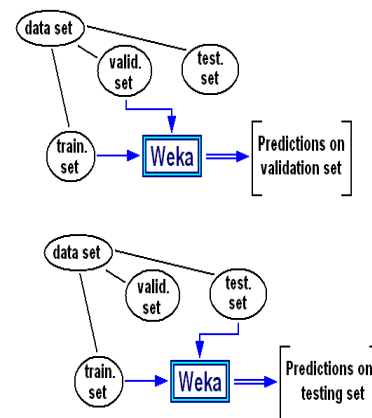 data set
valid.
set
test.
set
train.
set
Weka
Predictions on
validation set
data set
valid.
set
test.
set
train.
set
Weka
Predictions on
testing set